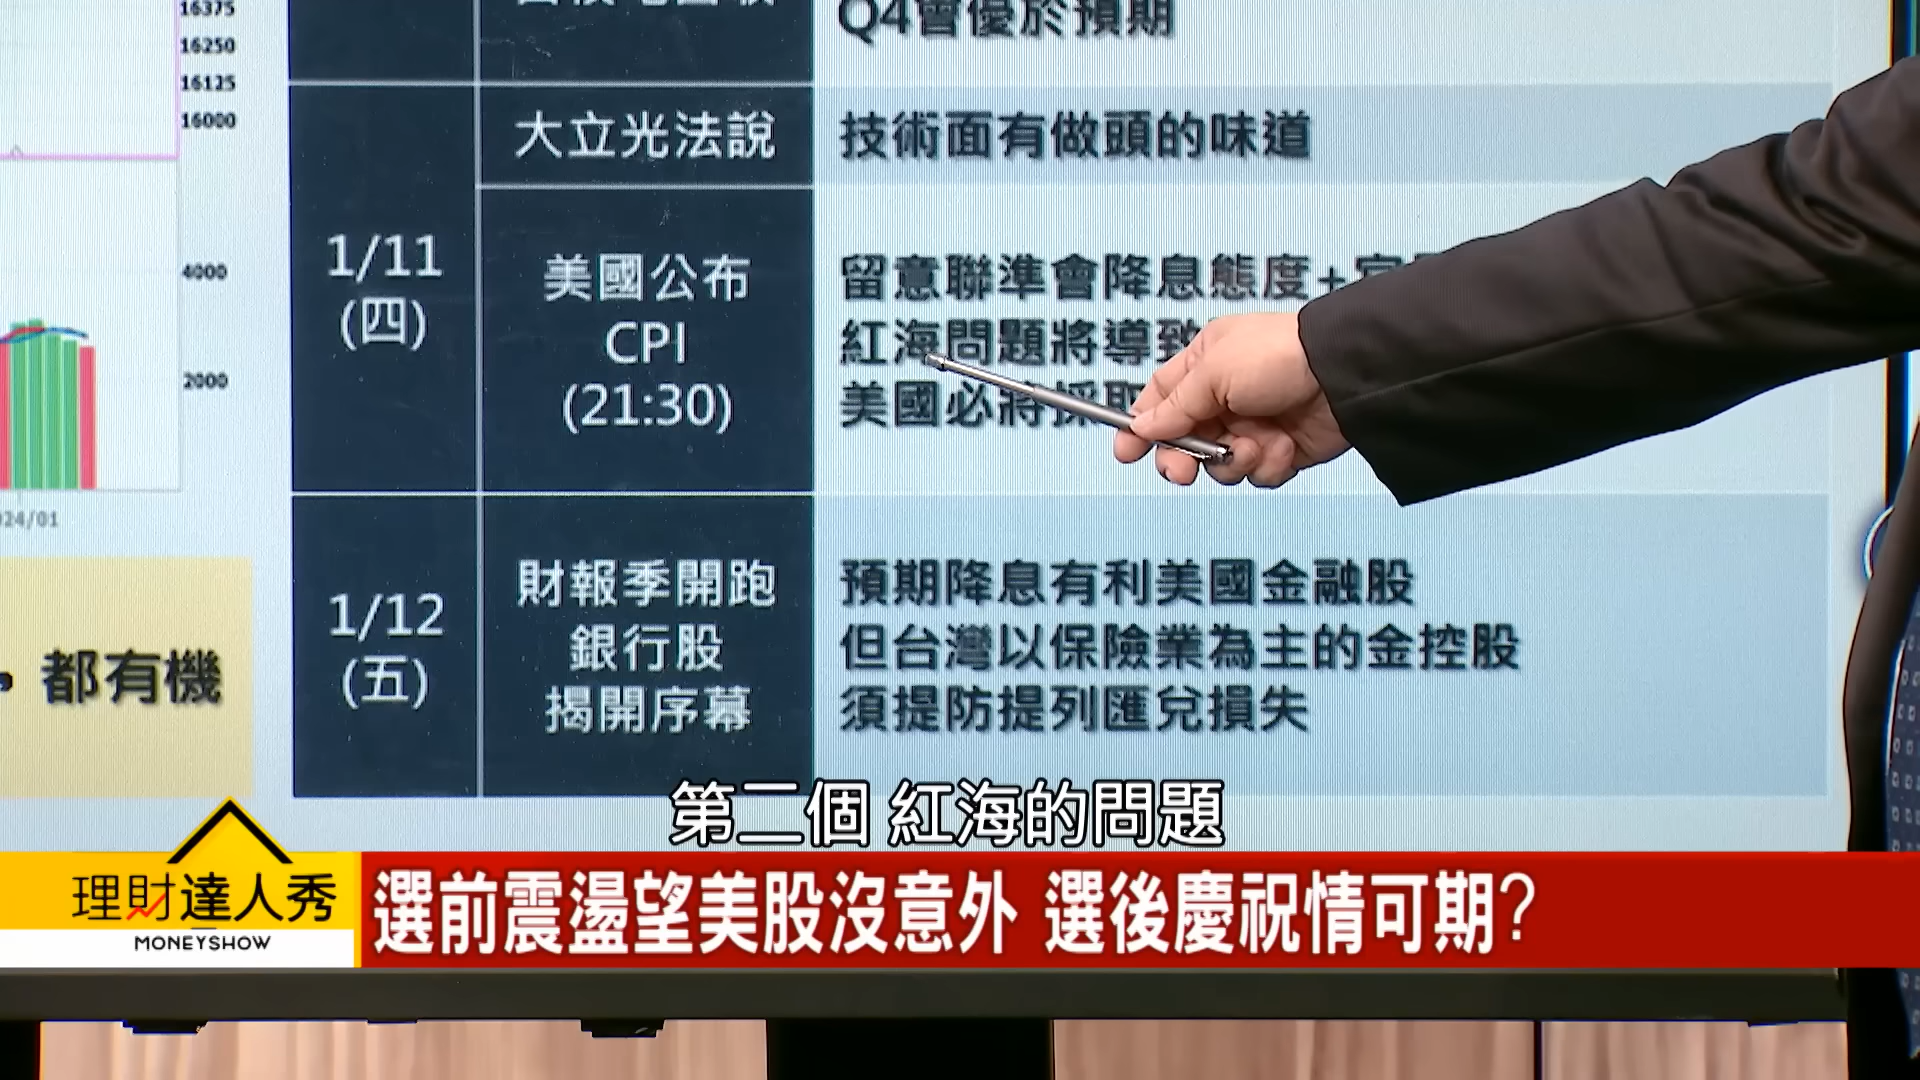 16375
16250
16125
16000
4000
2000
024/01
，都有機
Q4會優於預期
大立光法說
技術面有做頭的味道
1/11
(四)
美國公布
CPI
(21:30)
留意聯準會降息態度+
紅海問題將導致
美國必將採取
1/12
(五)
財報季開跑
銀行股
揭開序幕
預期降息有利美國金融股
但台灣以保險業為主的金控股
須提防提列匯兌損失
第二個 紅海的問題
理財達人秀
MONEYSHOW
選前震盪望美股沒意外 選後慶祝情可期?